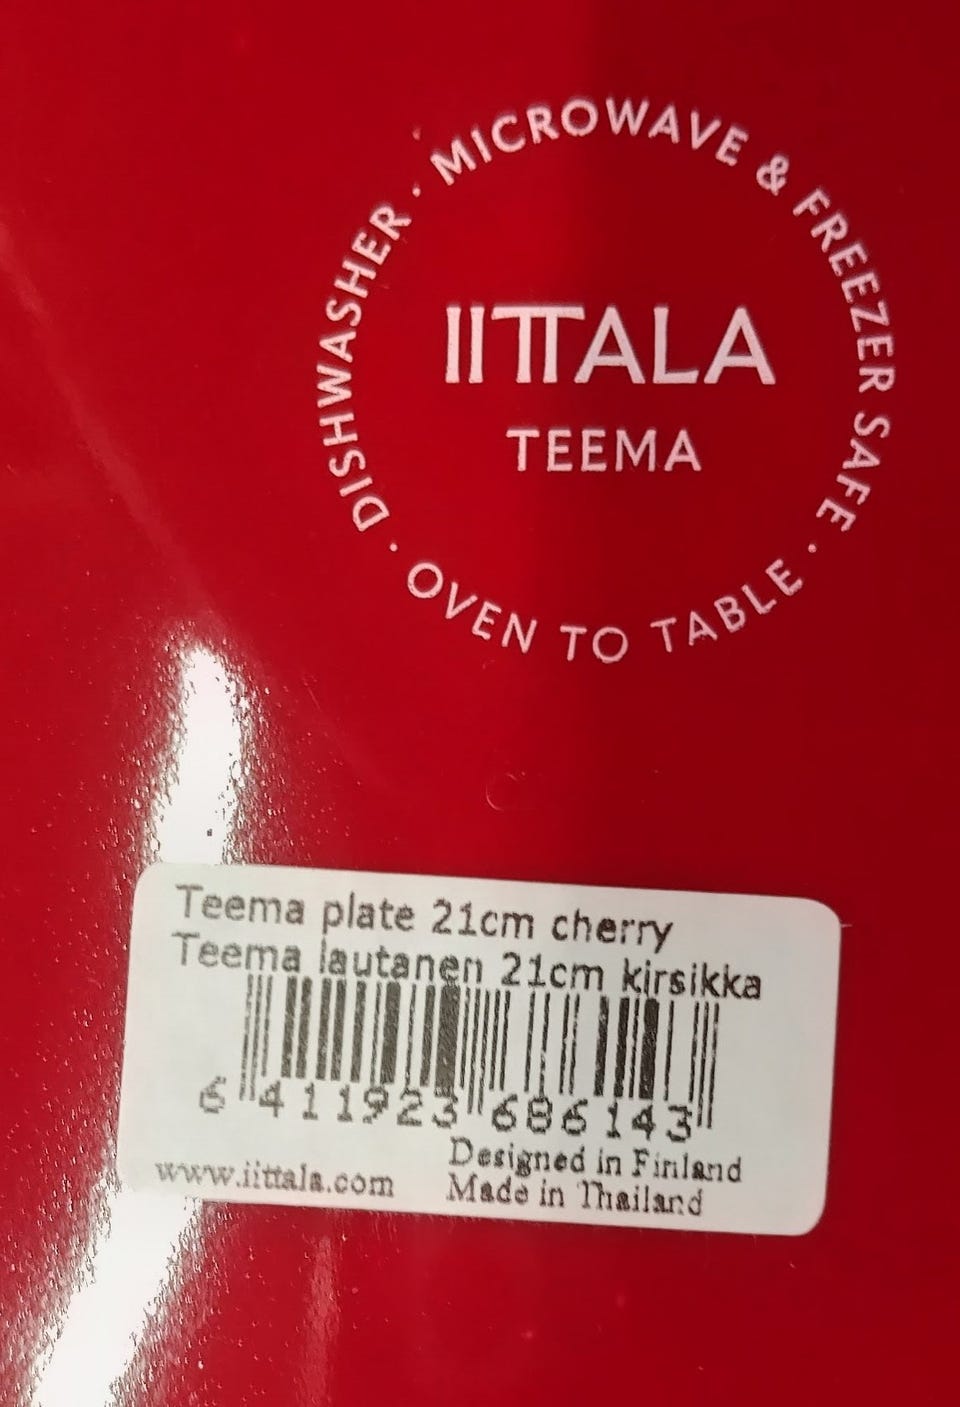 DISHWASHER · MICROWAVE & FREEZER SAFE · OVEN TO TABLE ·
IITTALA
TEEMA
Teema plate 21cm cherry
Teema lautanen 21cm kirsikka
6 411923 686143
Designed in Finland
www.iittala.com Made in Thailand